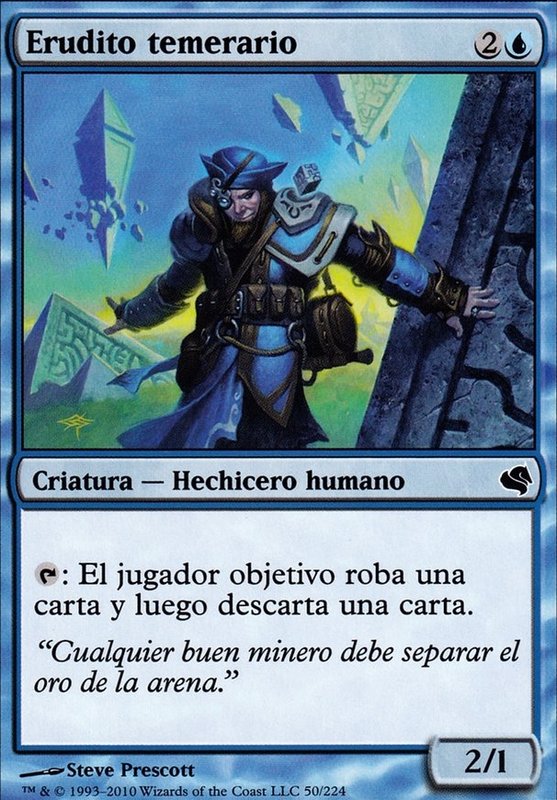 Erudito temerario 2
Criatura — Hechicero humano
: El jugador objetivo roba una
carta y luego descarta una carta.
“Cualquier buen minero debe separar el
oro de la arena.”
Steve Prescott
2/1
™ & © 1993–2010 Wizards of the Coast LLC 50/224